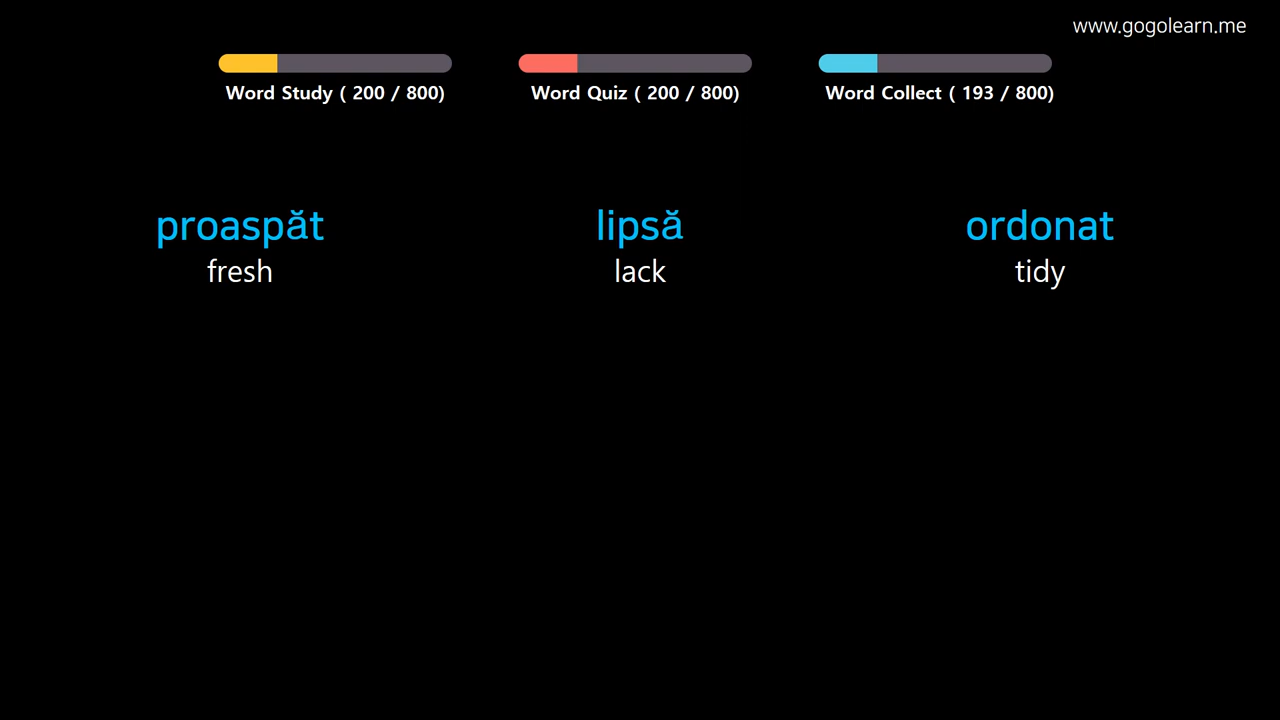 www.gogolearn.me
Word Study ( 200 / 800)
Word Quiz ( 200 / 800)
Word Collect ( 193 / 800)
proaspăt
fresh
lipsă
lack
ordonat
tidy